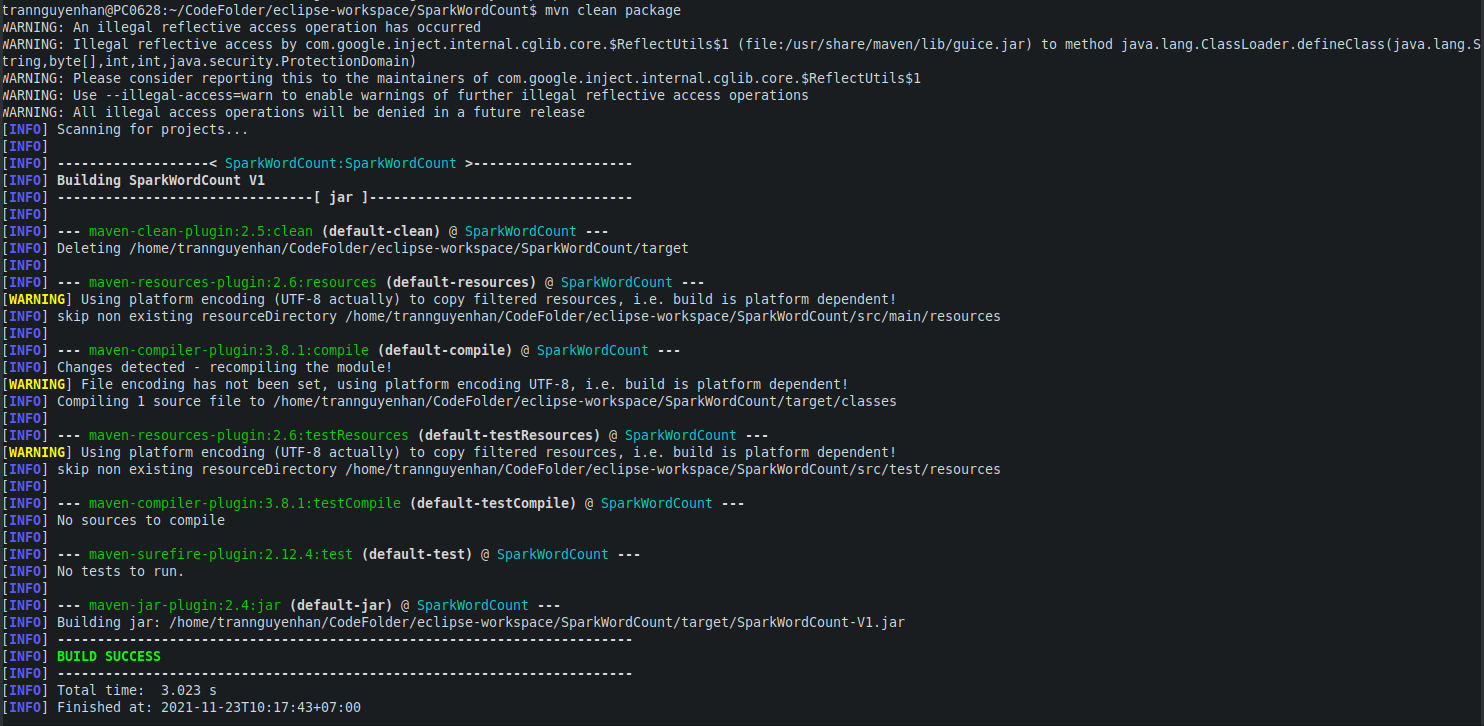 trannguyenhan@PC0628:~/CodeFolder/eclipse-workspace/SparkWordCount$ mvn clean package
WARNING: An illegal reflective access operation has occurred
WARNING: Illegal reflective access by com.google.inject.internal.cglib.core.$ReflectUtils$1 (file:/usr/share/maven/lib/guice.jar) to method java.lang.ClassLoader.defineClass(java.lang.S
tring,byte[],int,int,java.security.ProtectionDomain)
WARNING: Please consider reporting this to the maintainers of com.google.inject.internal.cglib.core.$ReflectUtils$1
WARNING: Use --illegal-access=warn to enable warnings of further illegal reflective access operations
WARNING: All illegal access operations will be denied in a future release
[INFO] Scanning for projects...
[INFO]
[INFO] -------------------< SparkWordCount:SparkWordCount >--------------------
[INFO] Building SparkWordCount V1
[INFO] --------------------------------[ jar ]---------------------------------
[INFO]
[INFO] --- maven-clean-plugin:2.5:clean (default-clean) @ SparkWordCount ---
[INFO] Deleting /home/trannguyenhan/CodeFolder/eclipse-workspace/SparkWordCount/target
[INFO]
[INFO] --- maven-resources-plugin:2.6:resources (default-resources) @ SparkWordCount ---
[WARNING] Using platform encoding (UTF-8 actually) to copy filtered resources, i.e. build is platform dependent!
[INFO] skip non existing resourceDirectory /home/trannguyenhan/CodeFolder/eclipse-workspace/SparkWordCount/src/main/resources
[INFO]
[INFO] --- maven-compiler-plugin:3.8.1:compile (default-compile) @ SparkWordCount ---
[INFO] Changes detected - recompiling the module!
[WARNING] File encoding has not been set, using platform encoding UTF-8, i.e. build is platform dependent!
[INFO] Compiling 1 source file to /home/trannguyenhan/CodeFolder/eclipse-workspace/SparkWordCount/target/classes
[INFO]
[INFO] --- maven-resources-plugin:2.6:testResources (default-testResources) @ SparkWordCount ---
[WARNING] Using platform encoding (UTF-8 actually) to copy filtered resources, i.e. build is platform dependent!
[INFO] skip non existing resourceDirectory /home/trannguyenhan/CodeFolder/eclipse-workspace/SparkWordCount/src/test/resources
[INFO]
[INFO] --- maven-compiler-plugin:3.8.1:testCompile (default-testCompile) @ SparkWordCount ---
[INFO] No sources to compile
[INFO]
[INFO] --- maven-surefire-plugin:2.12.4:test (default-test) @ SparkWordCount ---
[INFO] No tests to run.
[INFO]
[INFO] --- maven-jar-plugin:2.4:jar (default-jar) @ SparkWordCount ---
[INFO] Building jar: /home/trannguyenhan/CodeFolder/eclipse-workspace/SparkWordCount/target/SparkWordCount-V1.jar
[INFO] ------------------------------------------------------------------------
[INFO] BUILD SUCCESS
[INFO] ------------------------------------------------------------------------
[INFO] Total time:  3.023 s
[INFO] Finished at: 2021-11-23T10:17:43+07:00